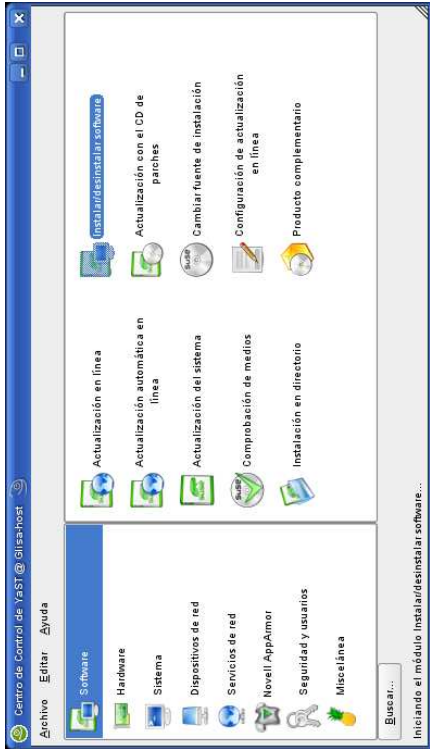 Centro de Control de YaST @ Glisa-host
Archivo Editar Ayuda
Software
Hardware
Sistema
Dispositivos de red
Servicios de red
Novell AppArmor
Seguridad y usuarios
Miscelánea
Buscar...
Actualización en línea
Actualización automática en
línea
Actualización del sistema
Comprobación de medios
Instalación en directorio
Instalar/desinstalar software
Actualización con el CD de
parches
Cambiar fuente de instalación
Configuración de actualización
en línea
Producto complementario
Iniciando el módulo Instalar/desinstalar software...